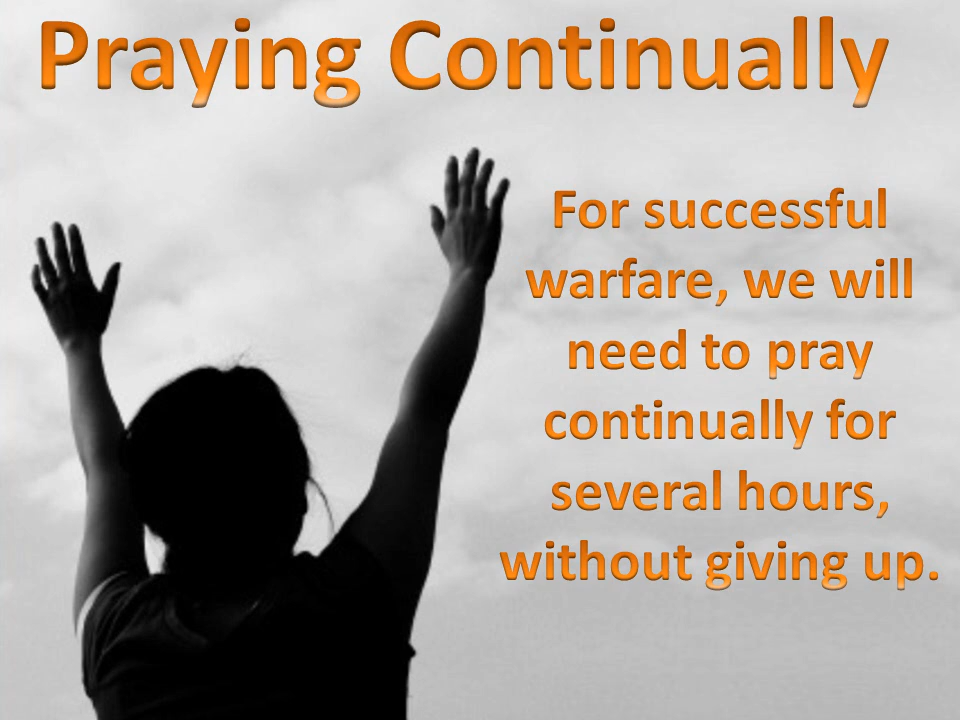 Praying Continually
For successful
warfare, we will
need to pray
continually for
several hours,
without giving up.